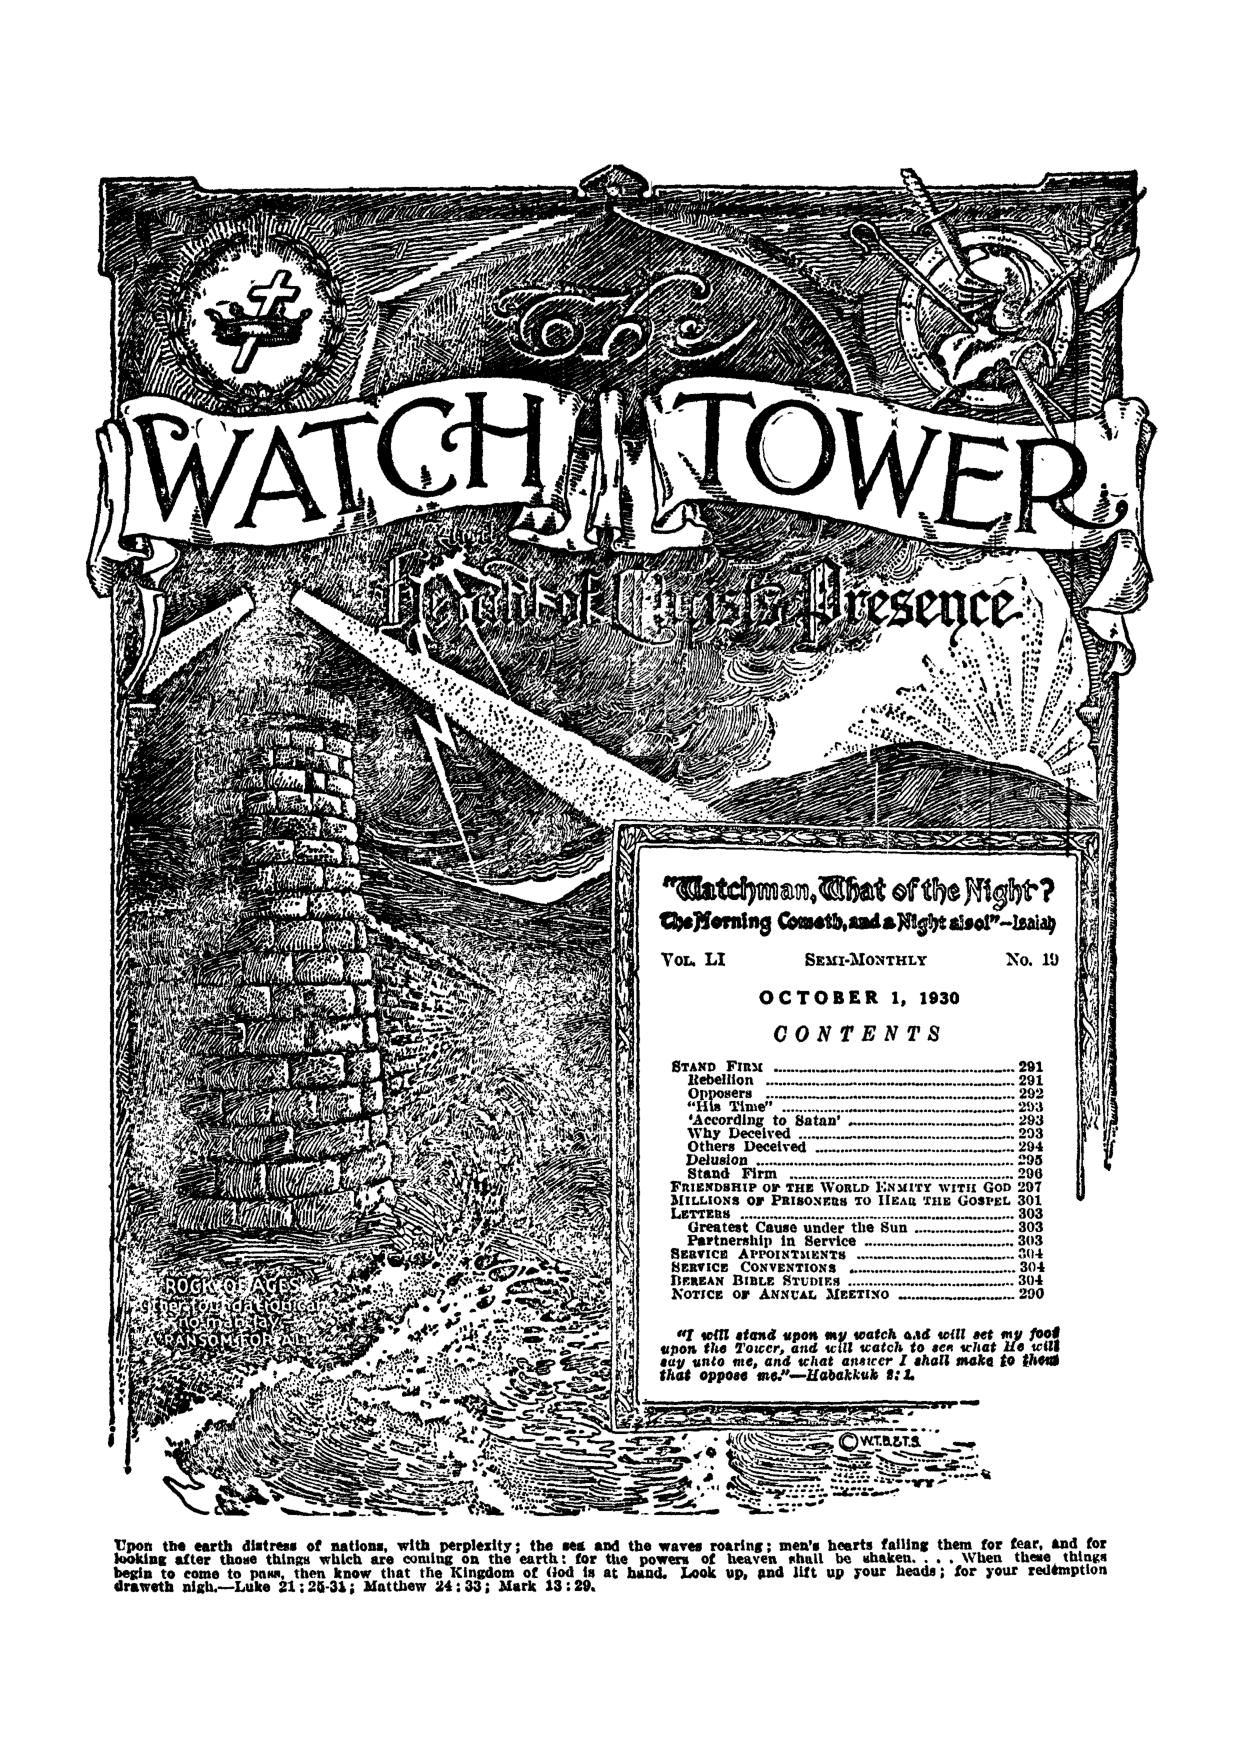 The
WATCH TOWER
And
Herald of Christ's Presence
"Watchman, What of the Night?
The Morning Cometh, and a Night also!"—Isaiah
VOL. LI SEMI-MONTHLY No. 19
OCTOBER 1, 1930
CONTENTS
STAND FIRM 291
Rebellion 291
Opposers 292
"His Time" 293
'According to Satan' 293
Why Deceived 293
Others Deceived 294
Delusion 295
Stand Firm 296
FRIENDSHIP OF THE WORLD ENMITY WITH GOD 297
MILLIONS OF PRISONERS TO HEAR THE GOSPEL 301
LETTERS 303
Greatest Cause under the Sun 303
Partnership in Service 303
SERVICE APPOINTMENTS 304
SERVICE CONVENTIONS 304
BEREAN BIBLE STUDIES 304
NOTICE OF ANNUAL MEETING 290
"I will stand upon my watch and will set my foot
upon the Tower, and will watch to see what He will
say unto me, and what answer I shall make to them
that oppose me."—Habakkuk 2:1.
ROCK OF AGES
Other foundation can
no man lay
A RANSOM FOR ALL
©W.T.B.&T.S.
Upon the earth distress of nations, with perplexity; the sea and the waves roaring; men's hearts failing them for fear, and for
looking after those things which are coming on the earth: for the powers of heaven shall be shaken. . . . When these things
begin to come to pass, then know that the Kingdom of God is at hand. Look up, and lift up your heads; for your redemption
draweth nigh.—Luke 21:25-31; Matthew 24:33; Mark 13:29.